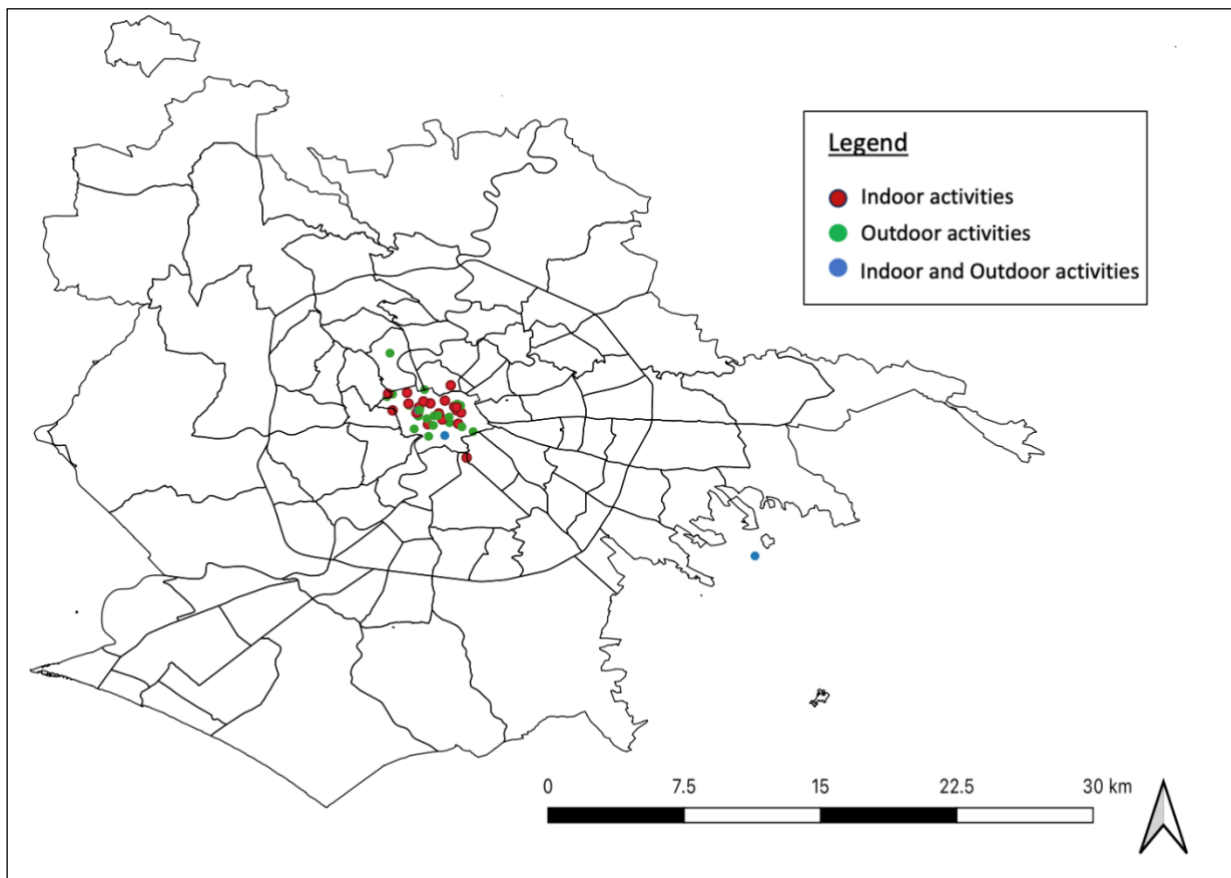 Legend
Indoor activities
Outdoor activities
Indoor and Outdoor activities
0 7.5 15 22.5 30 km